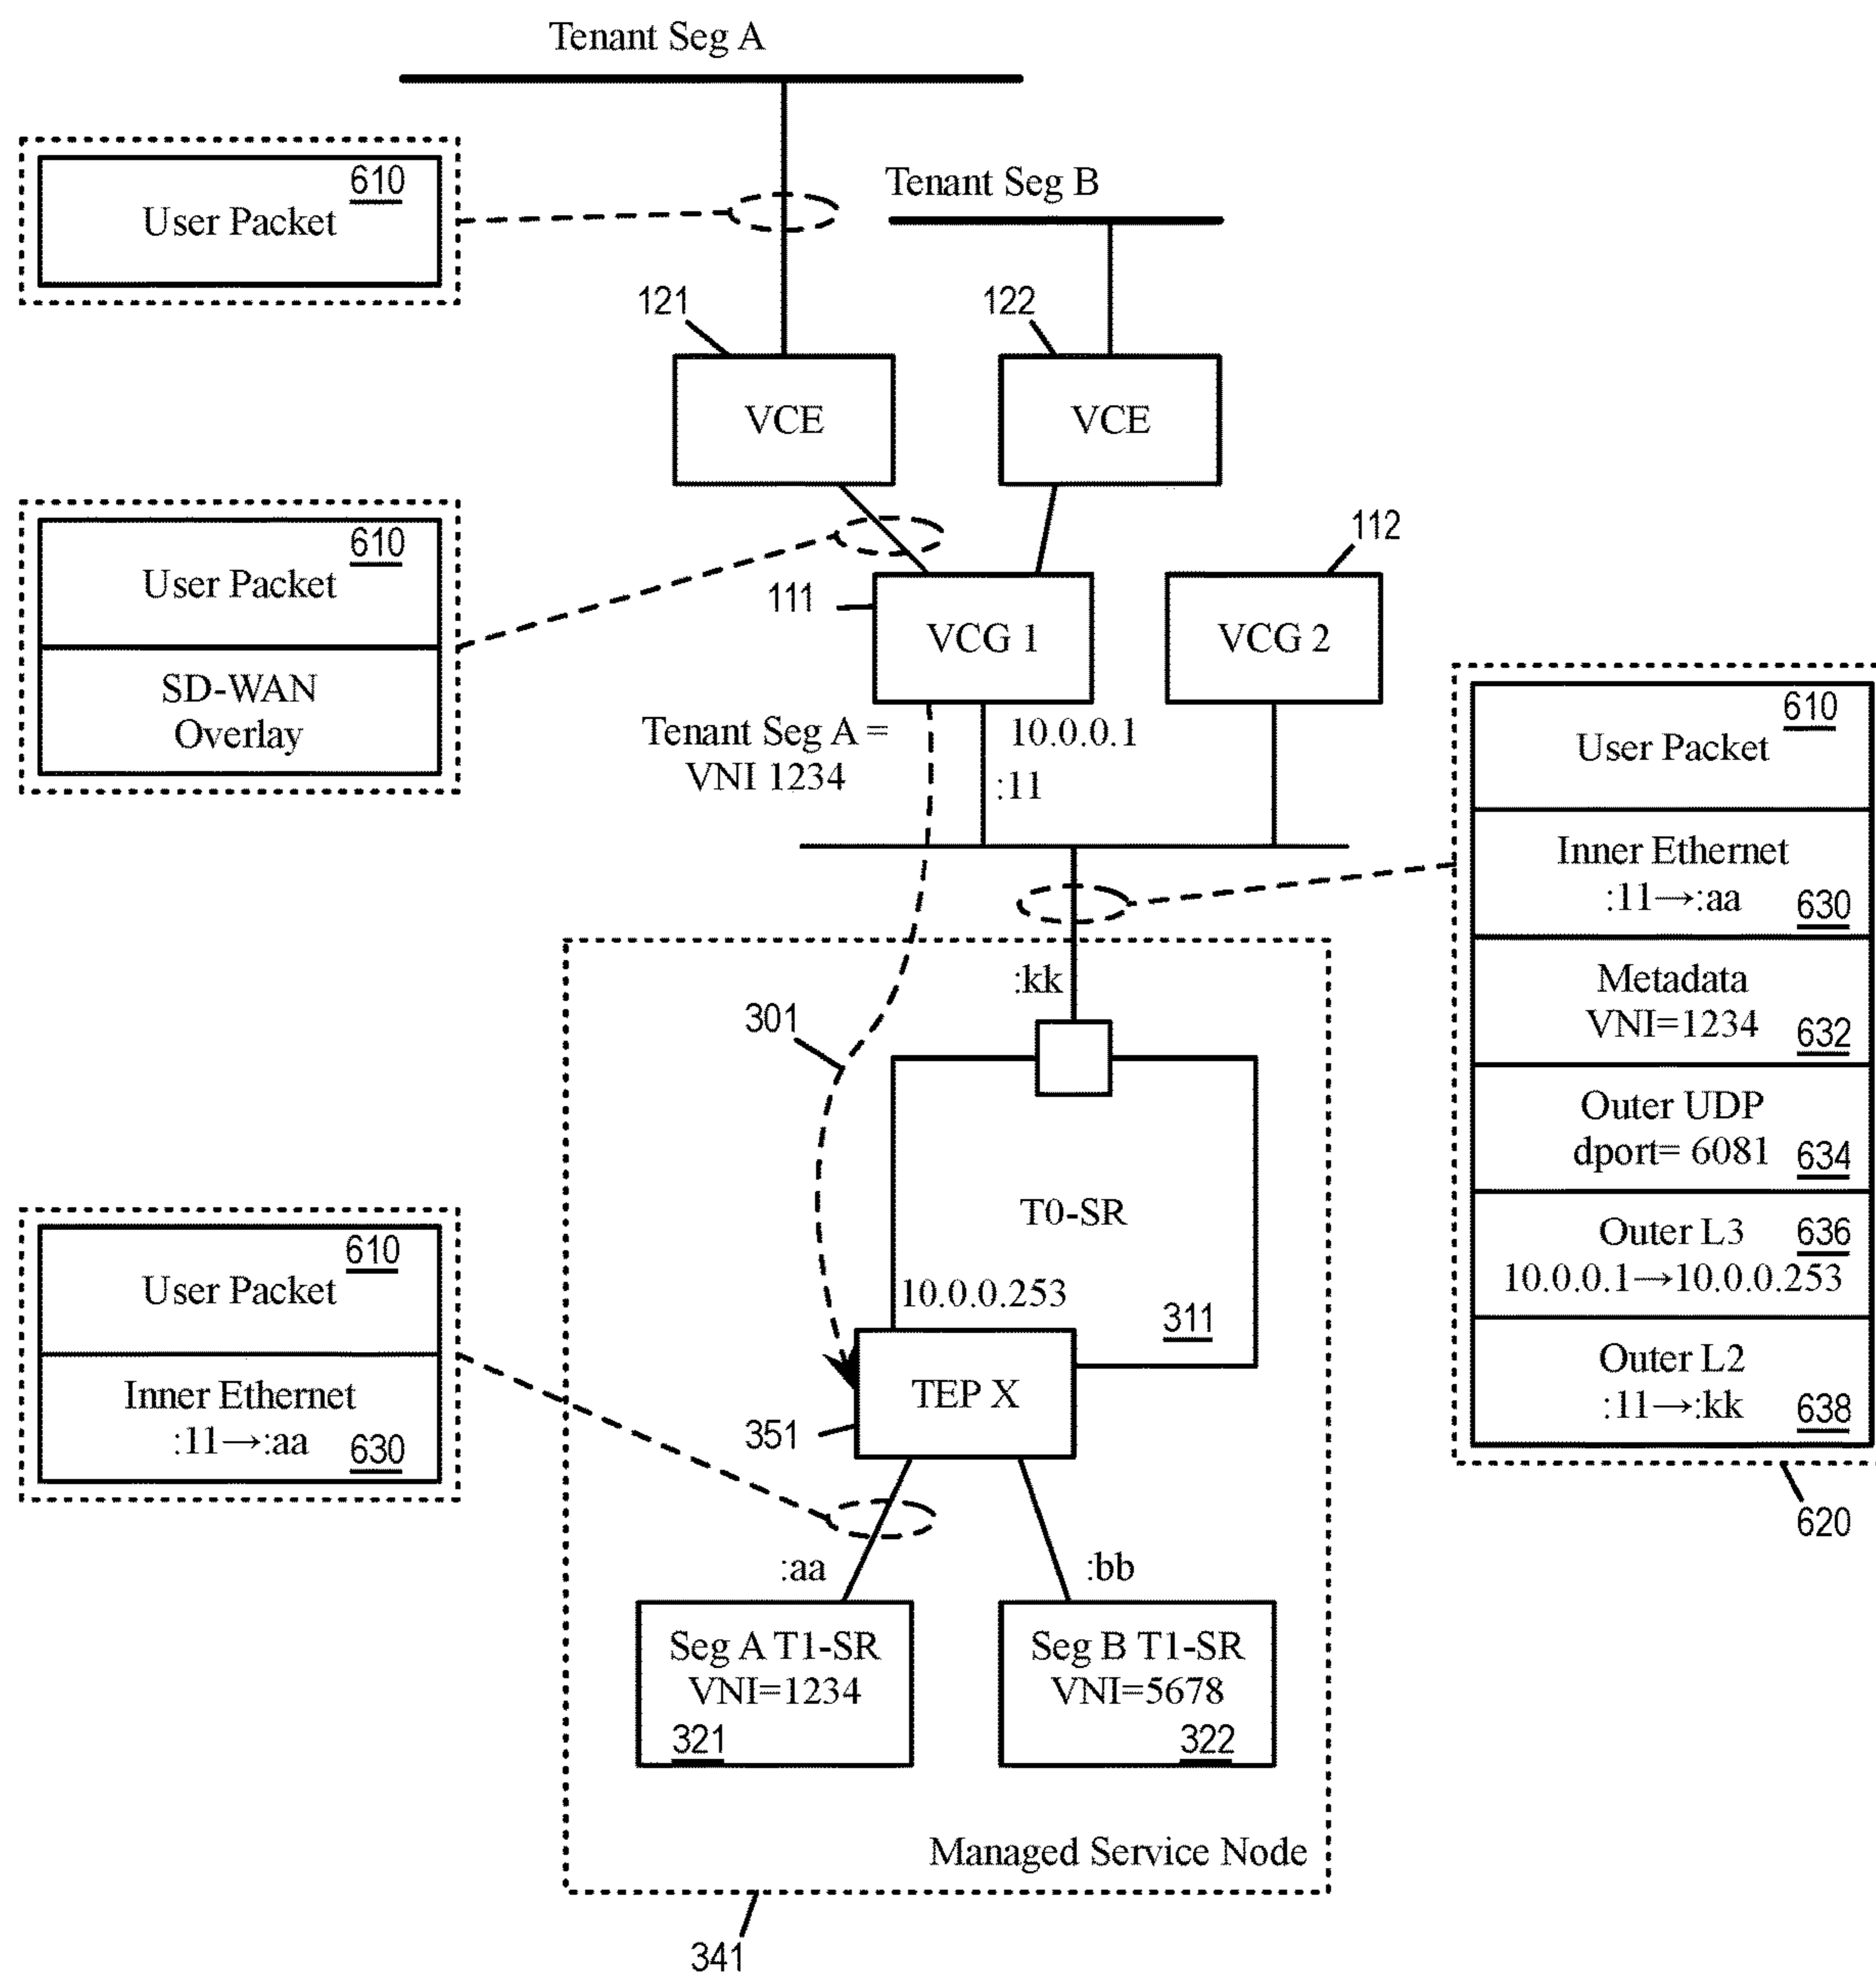 Tenant Seg A
610
User Packet
Tenant Seg B
121
122
VCE
VCE
610
User Packet
SD-WAN
Overlay
112
111
VCG 1
VCG 2
Tenant Seg A =
VNI 1234
10.0.0.1
:11
610
User Packet
Inner Ethernet
:11→:aa
630
Metadata
VNI=1234
632
Outer UDP
dport= 6081
634
Outer L3
636
10.0.0.1→10.0.0.253
Outer L2
:11→:kk
638
620
:kk
301
T0-SR
10.0.0.253
311
TEP X
351
610
User Packet
Inner Ethernet
:11→:aa
630
:aa
:bb
Seg A T1-SR
VNI=1234
321
Seg B T1-SR
VNI=5678
322
Managed Service Node
341